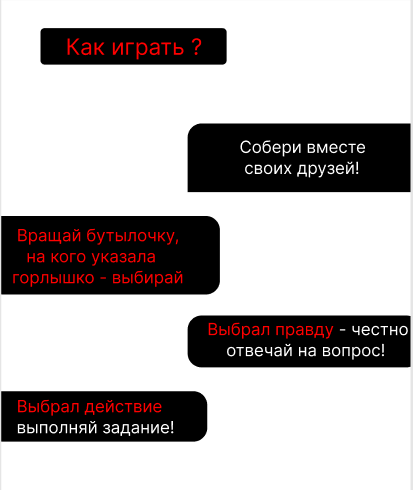 Как играть ?
Собери вместе
своих друзей!
Вращай бутылочку,
на кого указала
горлышко - выбирай
Выбрал правду - честно
отвечай на вопрос!
Выбрал действие
выполняй задание!